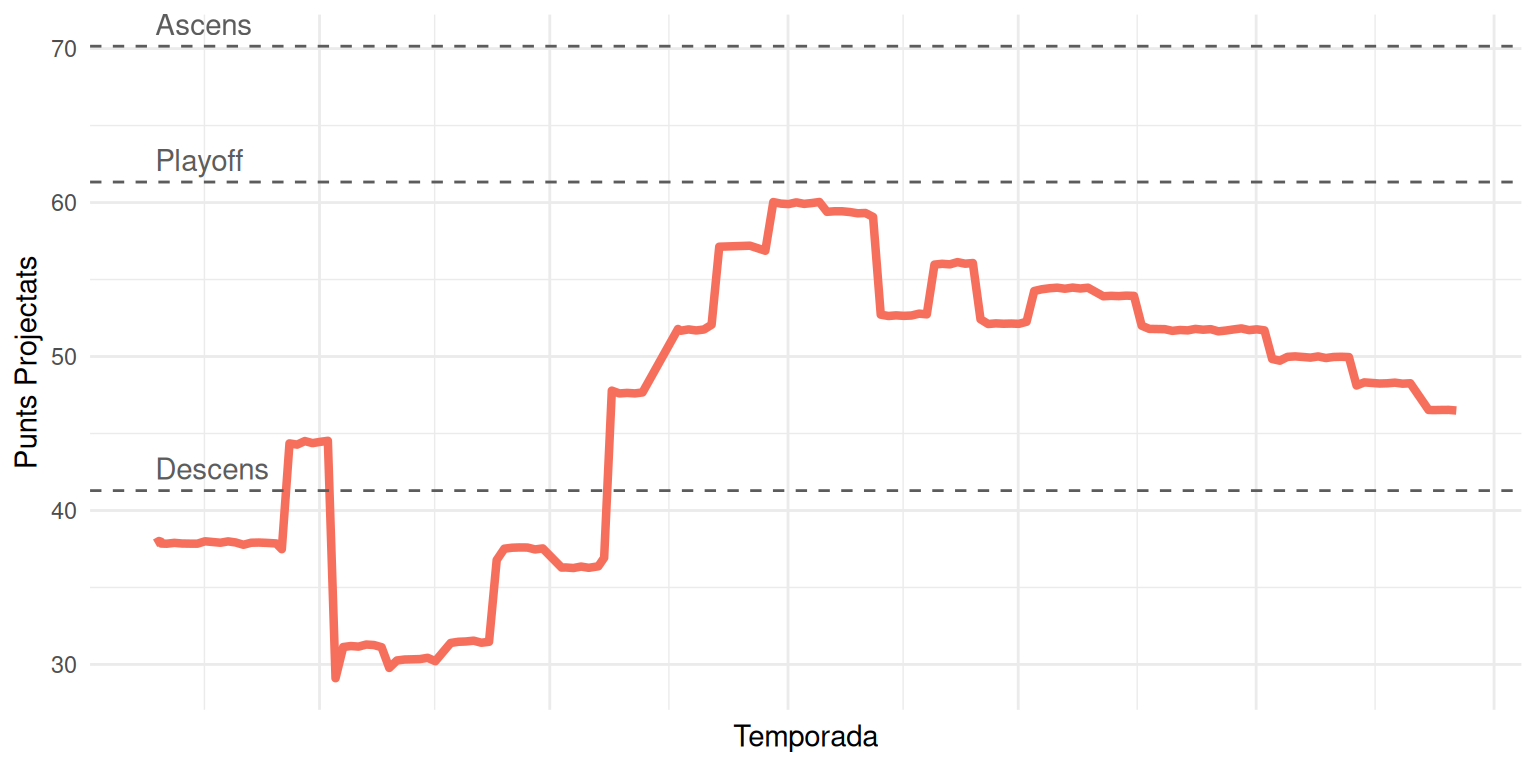 Ascens
70
Playoff
60
50
Descens
40
30
Punts Projectats
Temporada